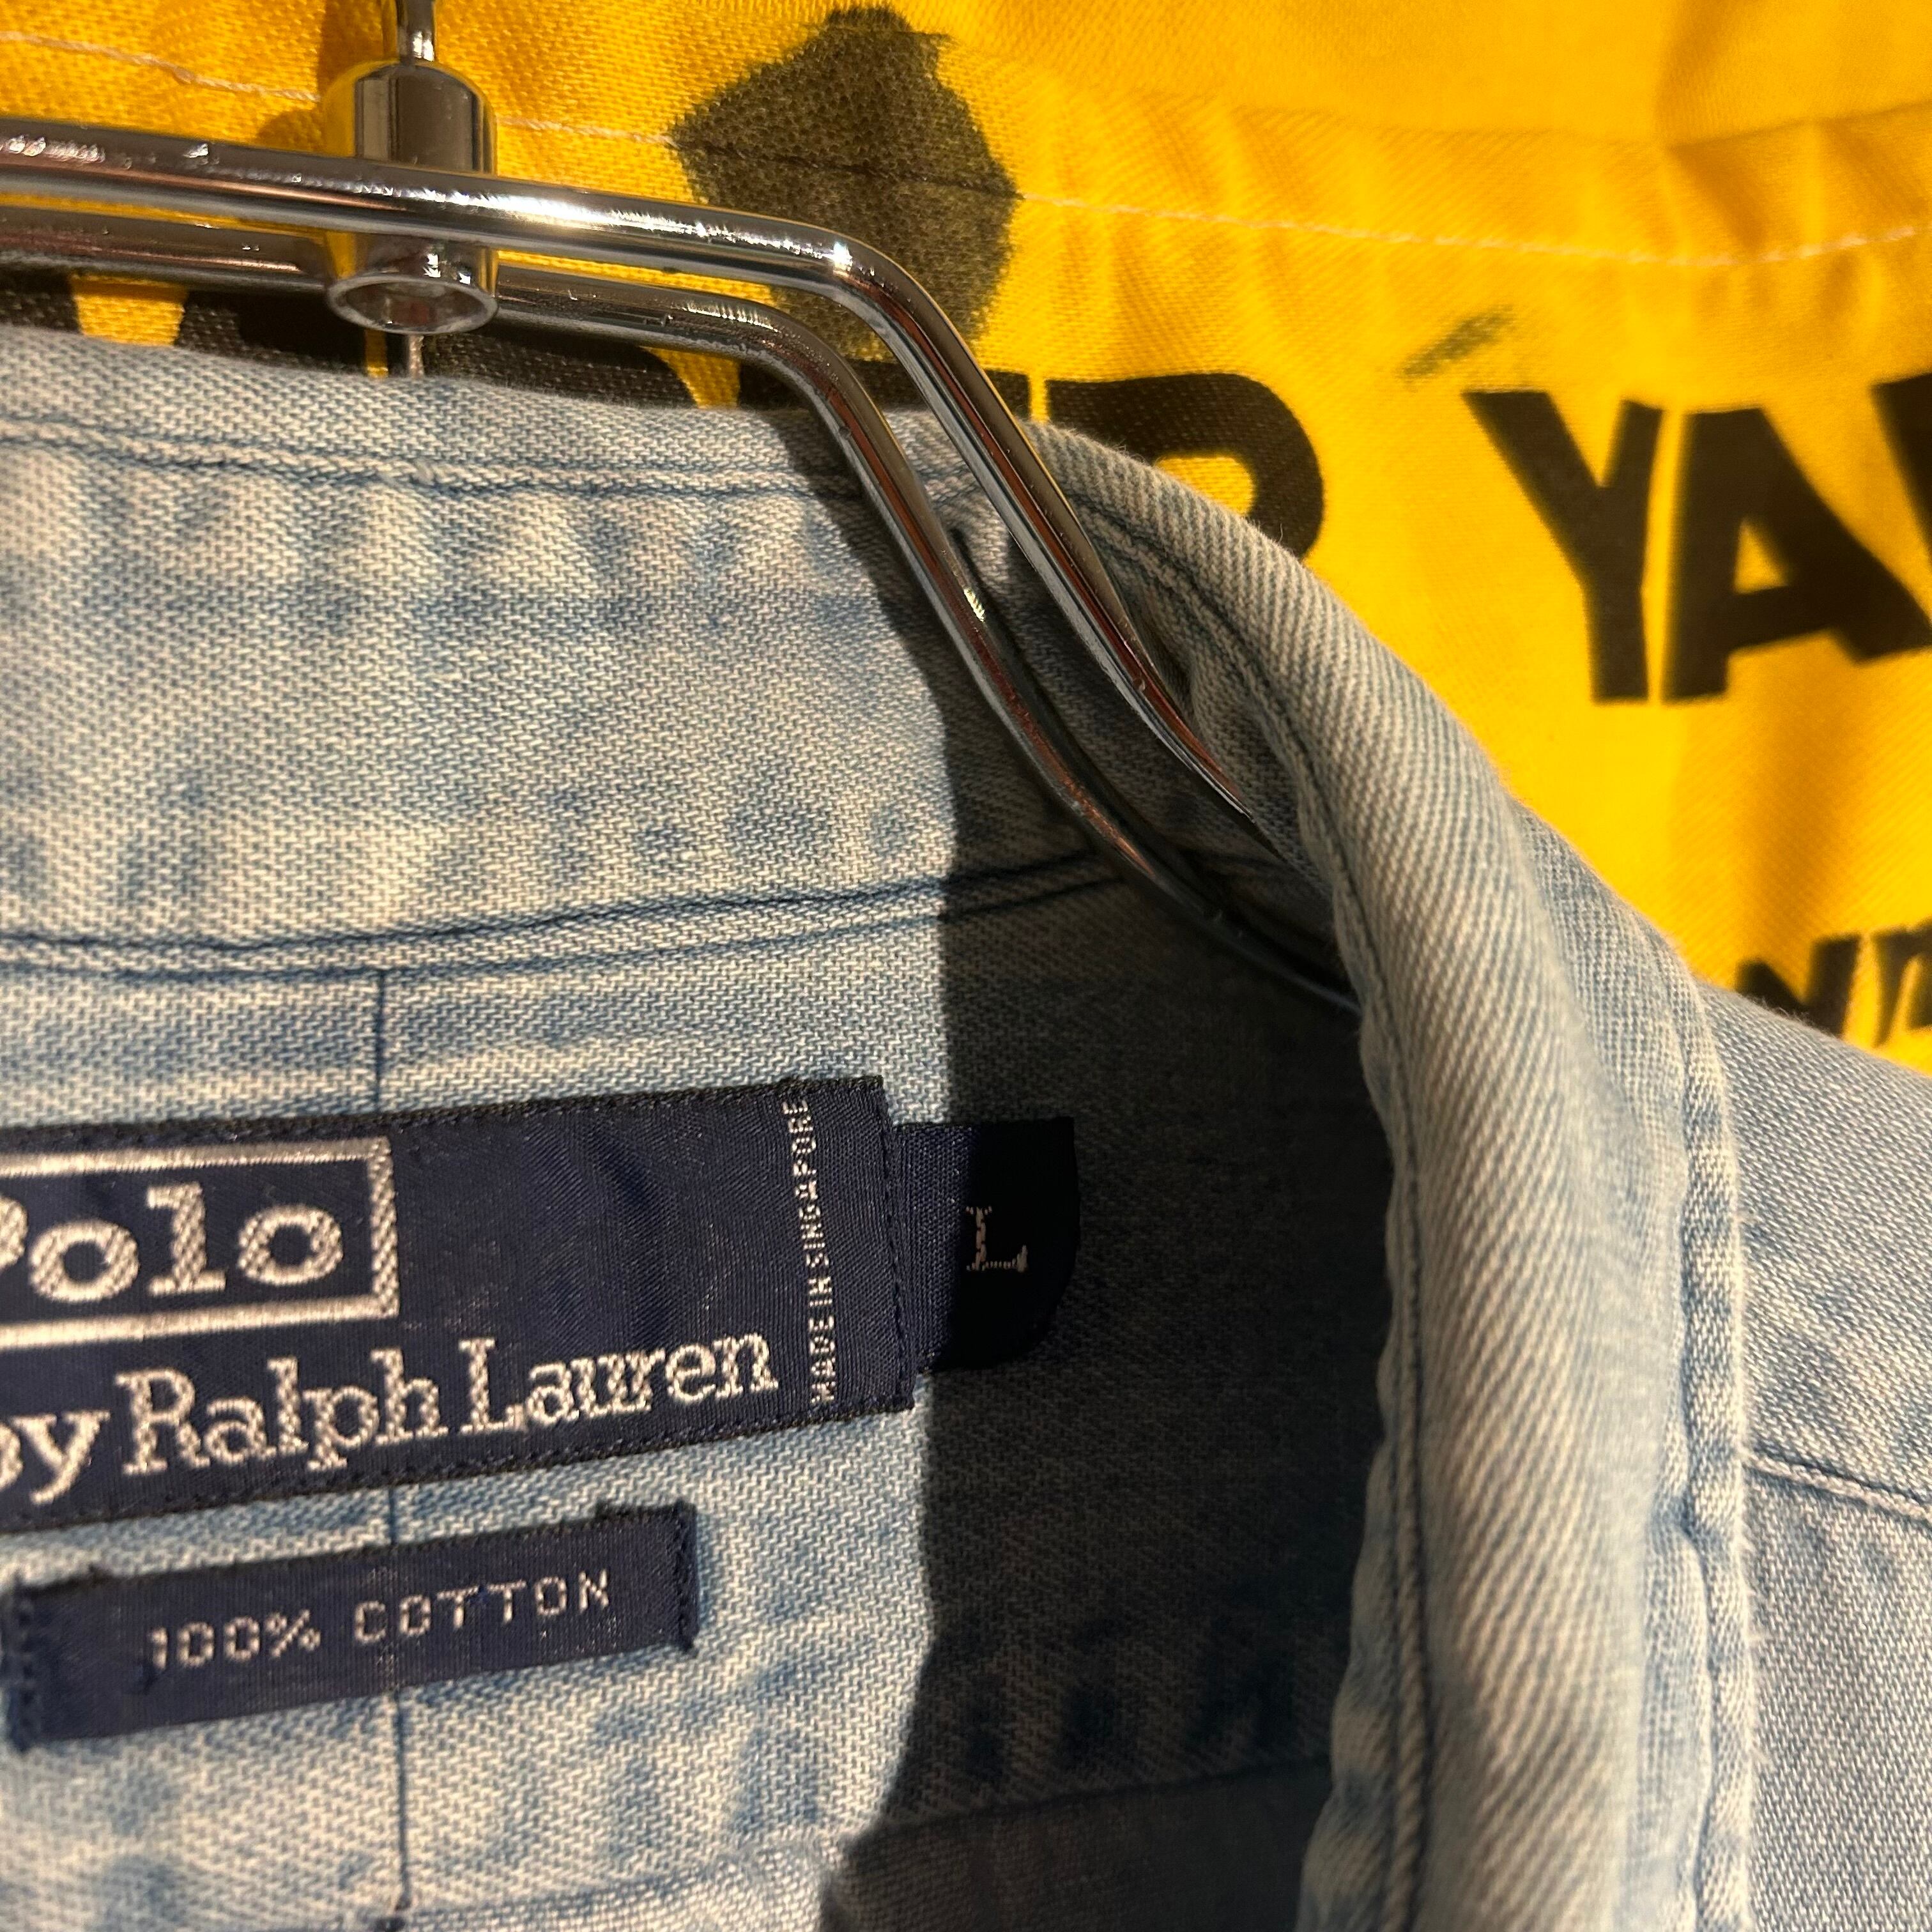 YA
Polo
by Ralph Lauren
MADE IN SINGAPORE
L
100% COTTON